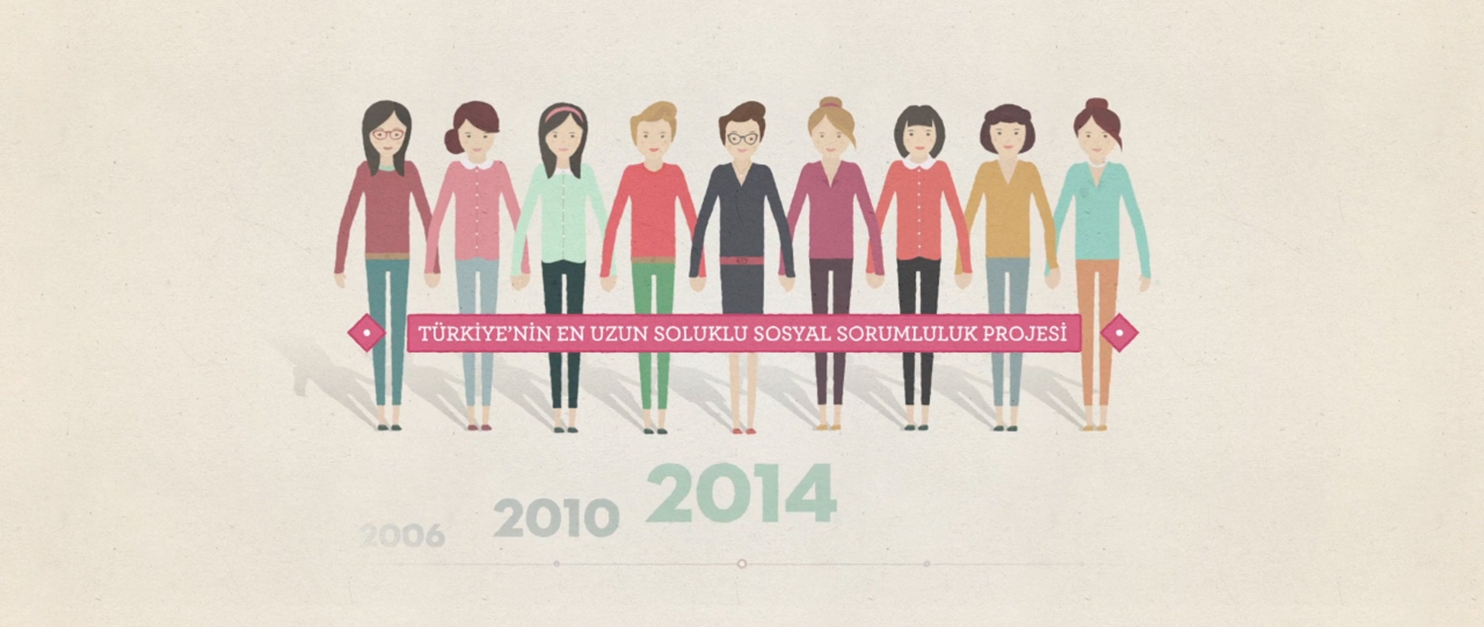 TÜRKİYE'NİN EN UZUN SOLUKLU SOSYAL SORUMLULUK PROJESİ
2006 2010 2014